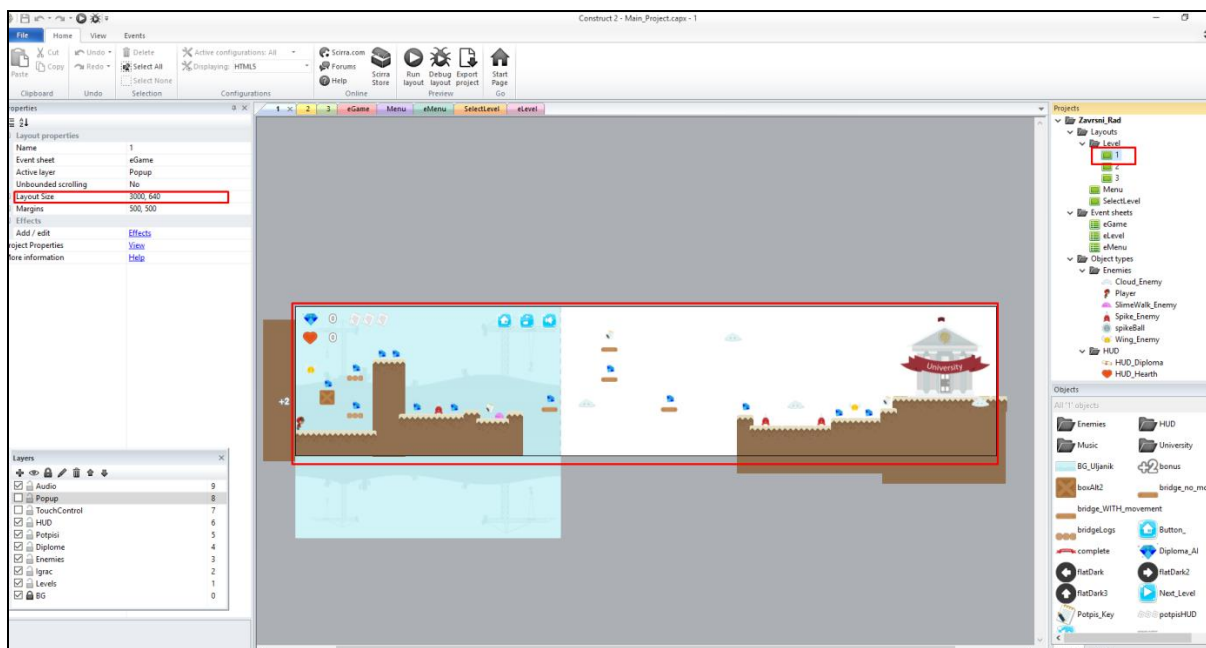 Construct 2 - Main_Project.capx - 1
File Home View Events
Paste
Cut
Copy
Clipboard
Undo
Redo
Undo
Delete
Select All
Select None
Selection
Active configurations: All
Displaying: HTML5
Configurations
Scirra.com
Forums
Help
Scirra Store
Online
Run layout
Debug layout
Export project
Preview
Start Page
Go
roperties
1 2 3 eGame Menu eMenu SelectLevel eLevel
Layout properties
Name 1
Event sheet eGame
Active layer Popup
Unbounded scrolling No
Layout Size 3000, 640
Margins 500, 500
Effects
Add / edit Effects
roject Properties View
More information Help
Layers
Audio 9
Popup 8
TouchControl 7
HUD 6
Potpisi 5
Diplome 4
Enemies 3
Igrac 2
Levels 1
BG 0
0
0
+2
University
Projects
Zavrsni_Rad
Layouts
Level
1
2
3
Menu
SelectLevel
Event sheets
eGame
eLevel
eMenu
Object types
Enemies
Cloud_Enemy
Player
SlimeWalk_Enemy
Spike_Enemy
spikeBall
Wing_Enemy
HUD
HUD_Diploma
HUD_Hearth
Objects
All '1' objects
Enemies HUD
Music University
BG_Uljanik bonus
boxAlt2 bridge_no_mo
bridge_WITH_movement
bridgeLogs Button_
complete Diploma_AI
flatDark flatDark2
flatDark3 Next_Level
Potpis_Key potpisHUD